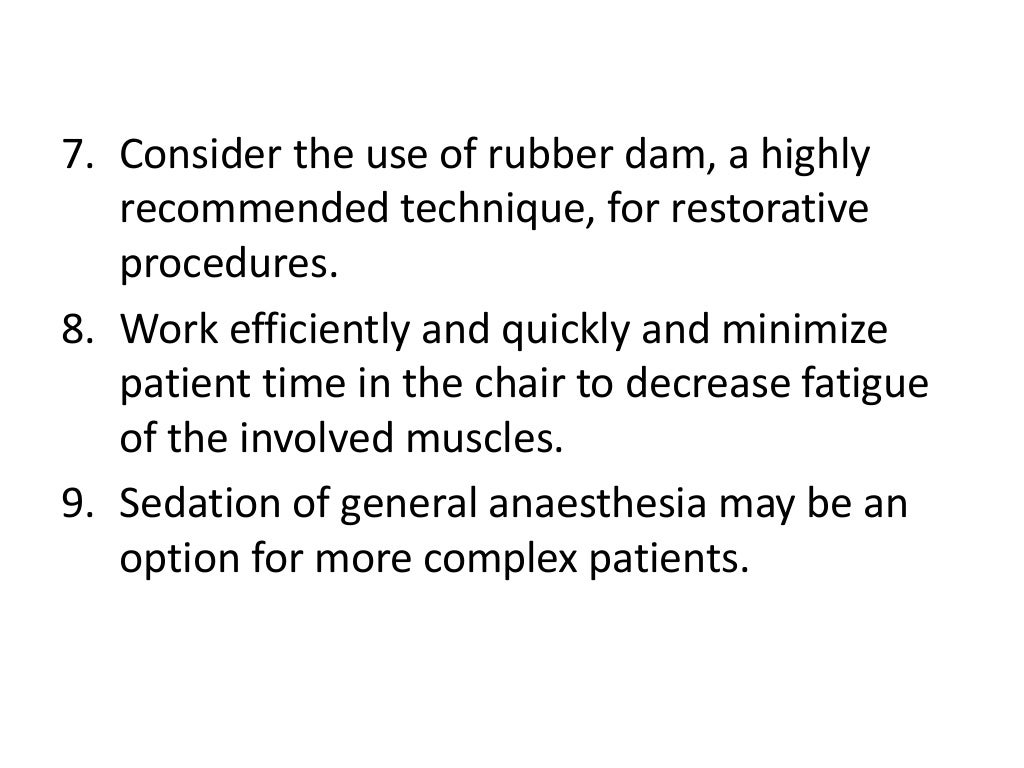 7. Consider the use of rubber dam, a highly
recommended technique, for restorative
procedures.
8. Work efficiently and quickly and minimize
patient time in the chair to decrease fatigue
of the involved muscles.
9. Sedation of general anaesthesia may be an
option for more complex patients.